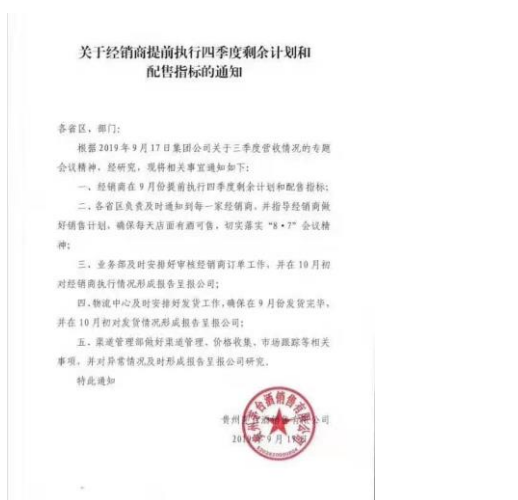 关于经销商提前执行四季度剩余计划和
配售指标的通知
各省区、部门:
根据2019年9月17日集团公司关于三季度营收情况的专题
会议精神,经研究,现将相关事宜通知如下:
一、经销商在9月份提前执行四季度剩余计划和配售指标;
二、各省区负责及时通知到每一家经销商,并指导经销商做
好销售计划,确保每天店面有酒可售,切实落实“8·7”会议精
神;
三、业务部及时安排好审核经销商订单工作,并在10月初
对经销商执行情况形成报告呈报公司;
四、物流中心及时安排好发货工作,确保在9月份发货完毕,
并在10月初对发货情况形成报告呈报公司;
五、渠道管理部做好渠道管理、价格收集、市场跟踪等相关
事项,并对异常情况及时形成报告呈报公司研究。
特此通知
贵州茅台酒销售有限公司
2019年9月17日